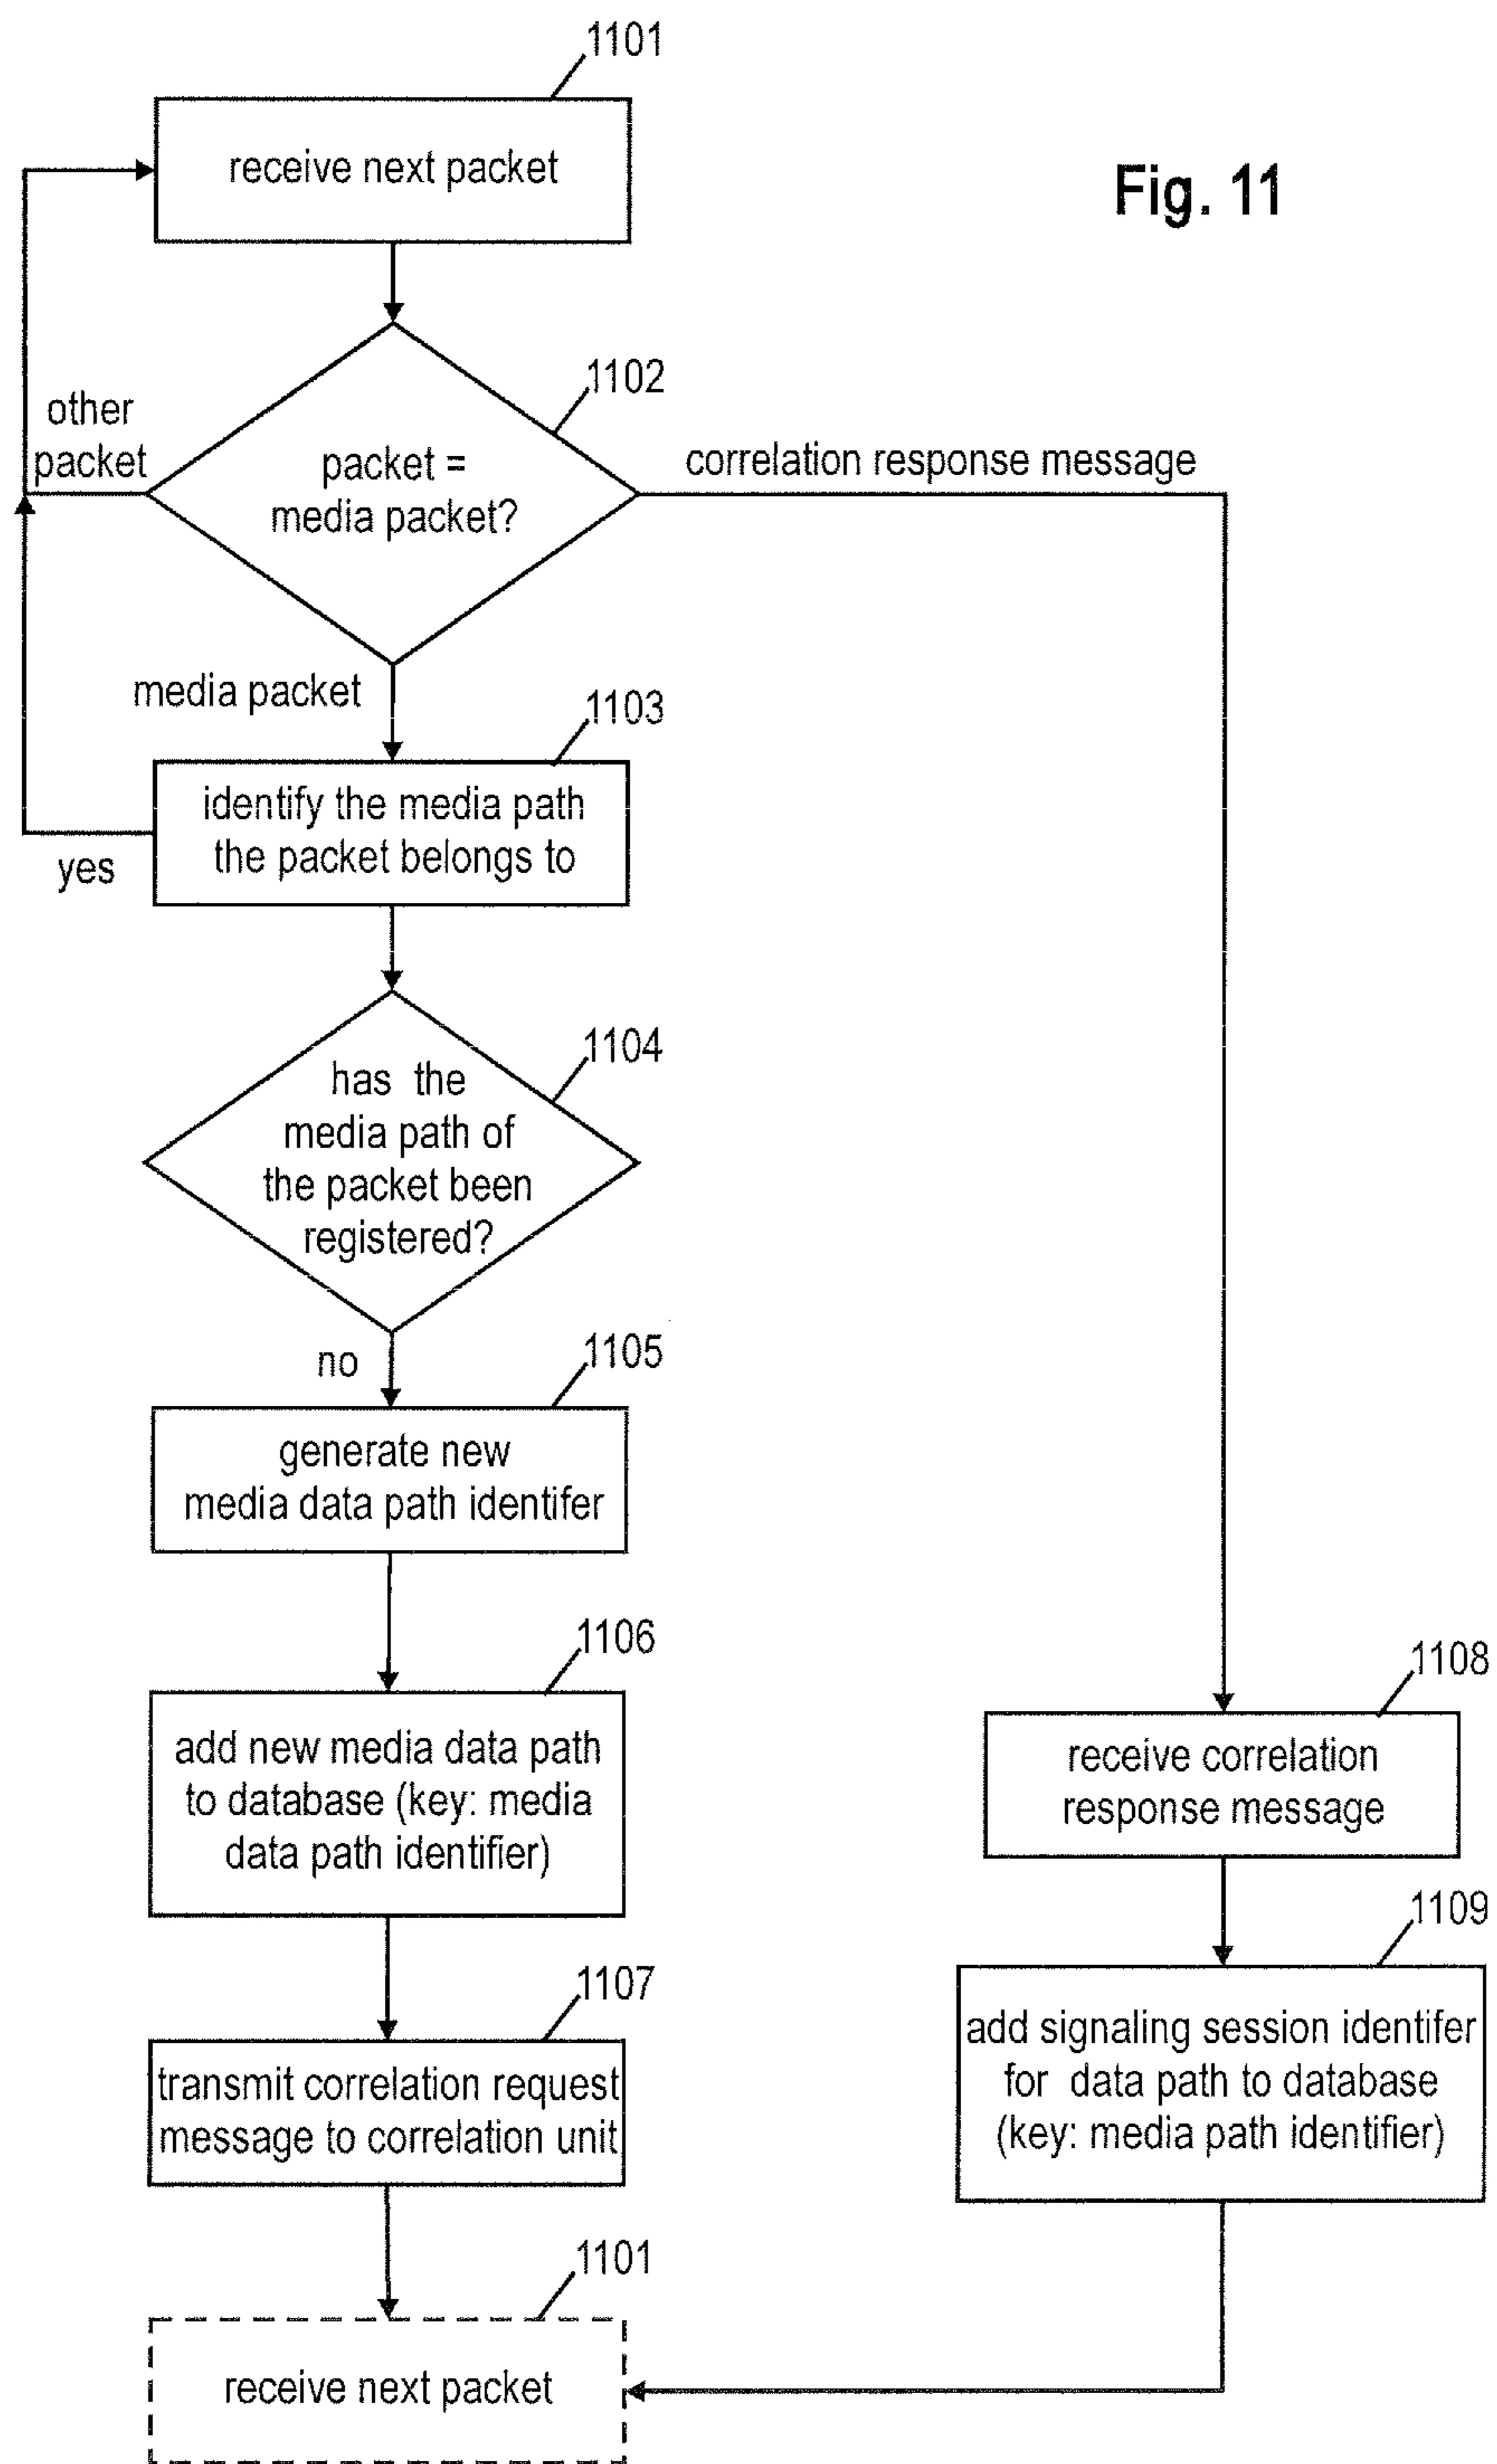 1101
receive next packet
Fig. 11
1102
other
packet
packet =
media packet?
correlation response message
media packet
1103
identify the media path
the packet belongs to
yes
1104
has the
media path of
the packet been
registered?
no
1105
generate new
media data path identifer
1106
add new media data path
to database (key: media
data path identifier)
1107
transmit correlation request
message to correlation unit
1108
receive correlation
response message
1109
add signaling session identifer
for data path to database
(key: media path identifier)
1101
receive next packet